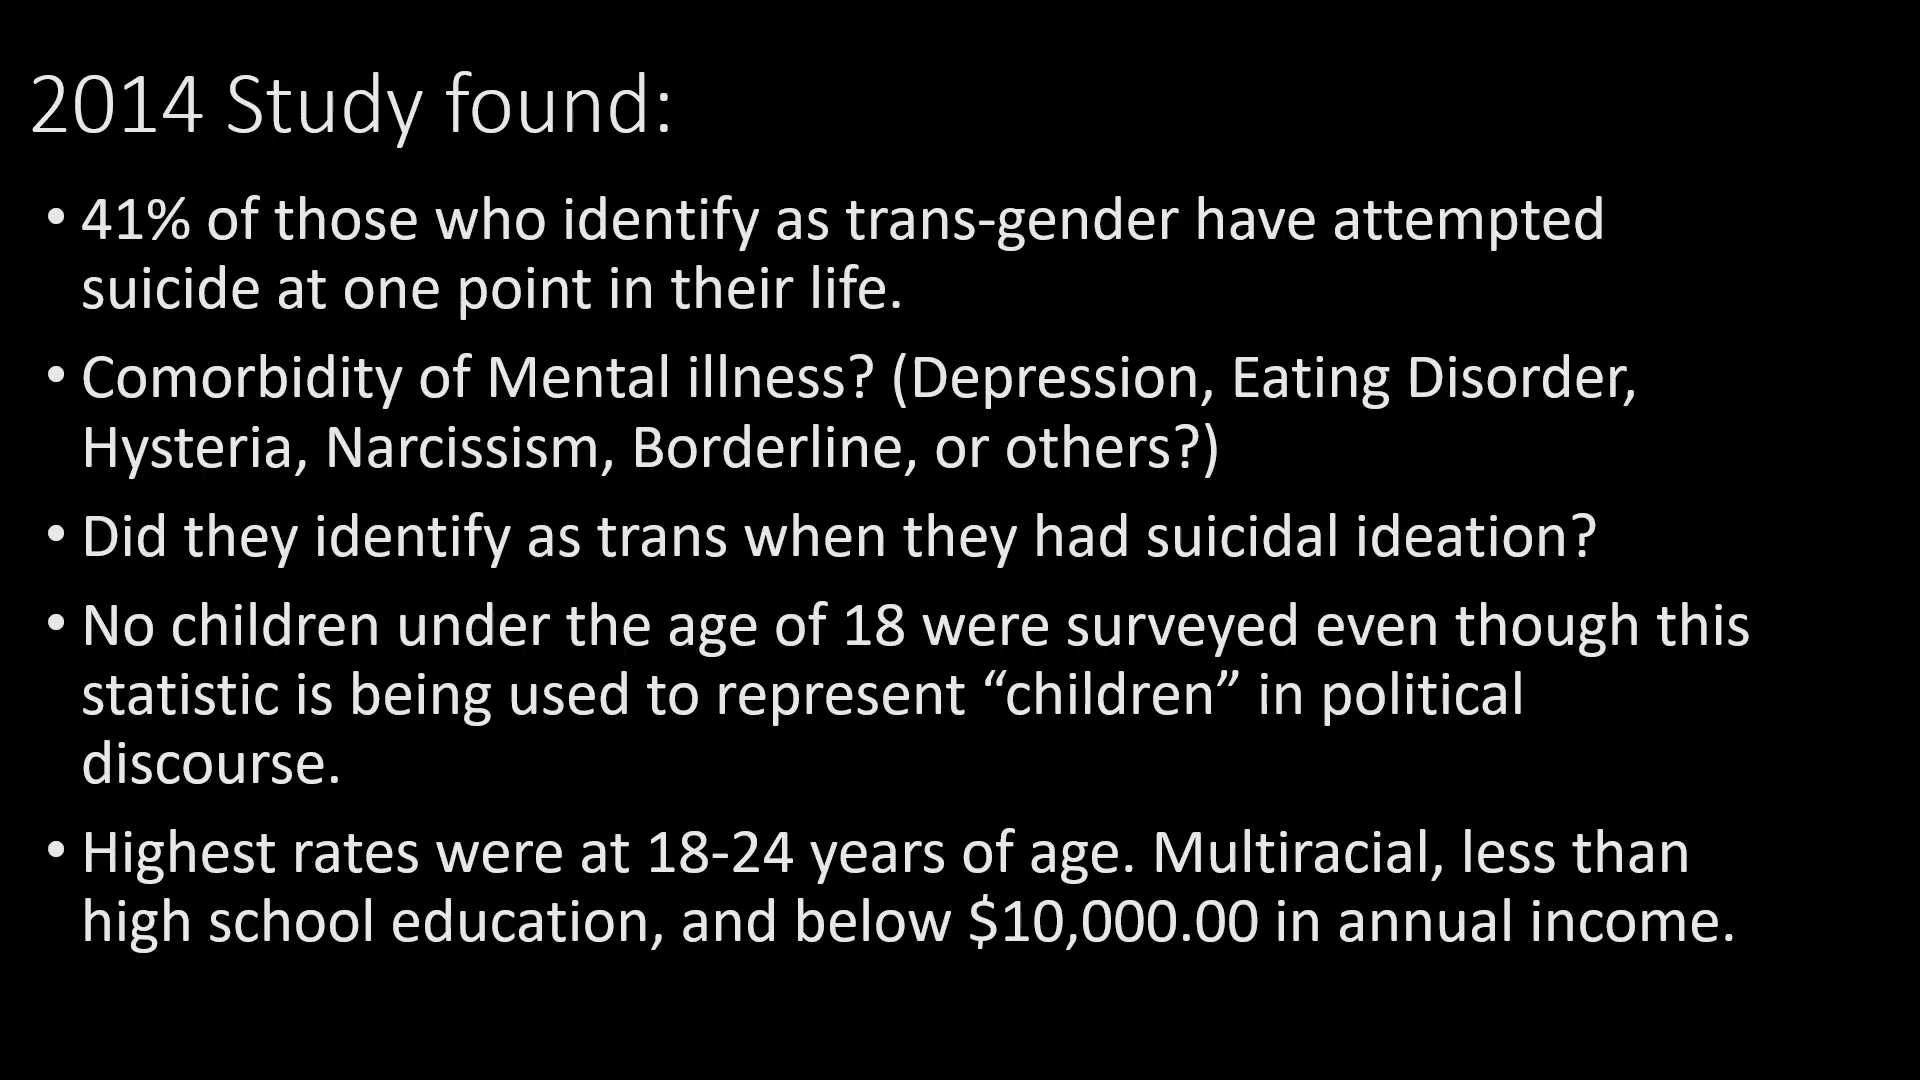 2014 Study found:
• 41% of those who identify as trans-gender have attempted
suicide at one point in their life.
• Comorbidity of Mental illness? (Depression, Eating Disorder,
Hysteria, Narcissism, Borderline, or others?)
• Did they identify as trans when they had suicidal ideation?
• No children under the age of 18 were surveyed even though this
statistic is being used to represent “children” in political
discourse.
• Highest rates were at 18-24 years of age. Multiracial, less than
high school education, and below $10,000.00 in annual income.